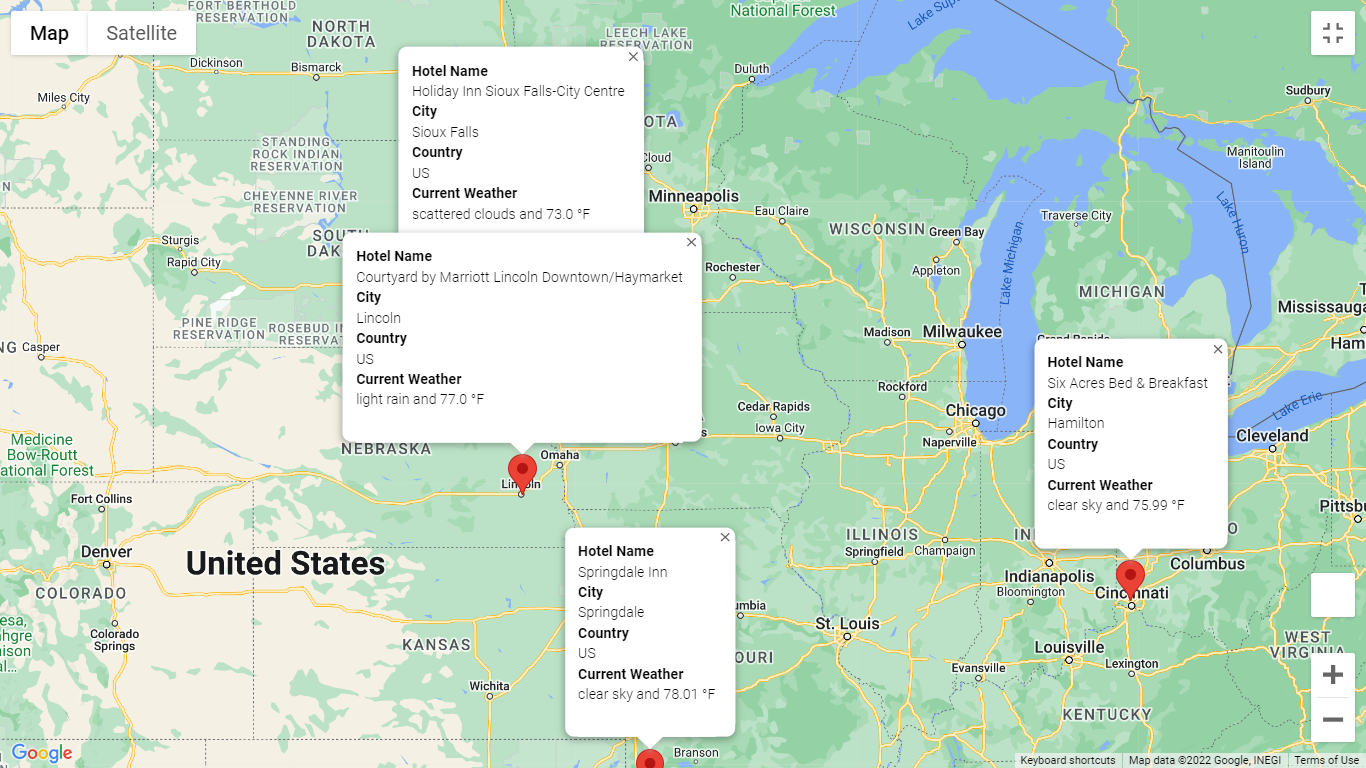 Map
Satellite
FORT BERTHOLD
RESERVATION
NORTH
DAKOTA
Dickinson
Bismarck
Miles City
LEECH LAKE
RESERVATION
National Forest
Duluth
Sudbury
Manitoulin
Island
STANDING
ROCK INDIAN
RESERVATION
CHEYENNE RIVER
RESERVATION
Sturgis
Rapid City
PINE RIDGE
RESERVATION
Casper
Hotel Name
Holiday Inn Sioux Falls-City Centre
City
Sioux Falls
Country
US
Current Weather
scattered clouds and 73.0 °F
Minneapolis
Eau Claire
WISCONSIN
Green Bay
Appleton
Rochester
Traverse City
Lake Michigan
Lake Huron
MICHIGAN
Madison
Milwaukee
Rockford
Chicago
Naperville
Cedar Rapids
Iowa City
Hotel Name
Courtyard by Marriott Lincoln Downtown/Haymarket
City
Lincoln
Country
US
Current Weather
light rain and 77.0 °F
Hotel Name
Six Acres Bed & Breakfast
City
Hamilton
Country
US
Current Weather
clear sky and 75.99 °F
Lake Erie
Cleveland
Medicine
Bow-Routt
NEBRASKA
Omaha
Lincoln
Fort Collins
Denver
COLORADO
Colorado
Springs
United States
KANSAS
Wichita
Hotel Name
Springdale Inn
City
Springdale
Country
US
Current Weather
clear sky and 78.01 °F
Branson
ILLINOIS
Springfield
Champaign
St. Louis
Indianapolis
Bloomington
Cincinnati
Columbus
Louisville
Lexington
Evansville
WEST
VIRGINIA
KENTUCKY
Google
Keyboard shortcuts
Map data ©2022 Google, INEGI
Terms of Use